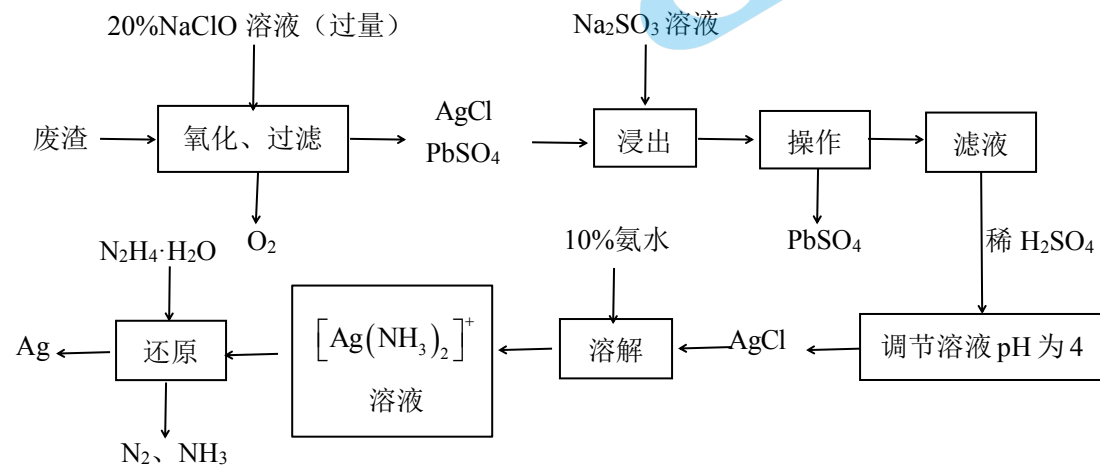 20%NaClO 溶液（过量）
Na₂SO₃ 溶液
废渣
氧化、过滤
AgCl
PbSO₄
浸出
操作
滤液
O₂
PbSO₄
稀 H₂SO₄
N₂H₄·H₂O
10%氨水
Ag
还原
[Ag(NH₃)₂]⁺
溶液
溶解
AgCl
调节溶液 pH 为 4
N₂、NH₃